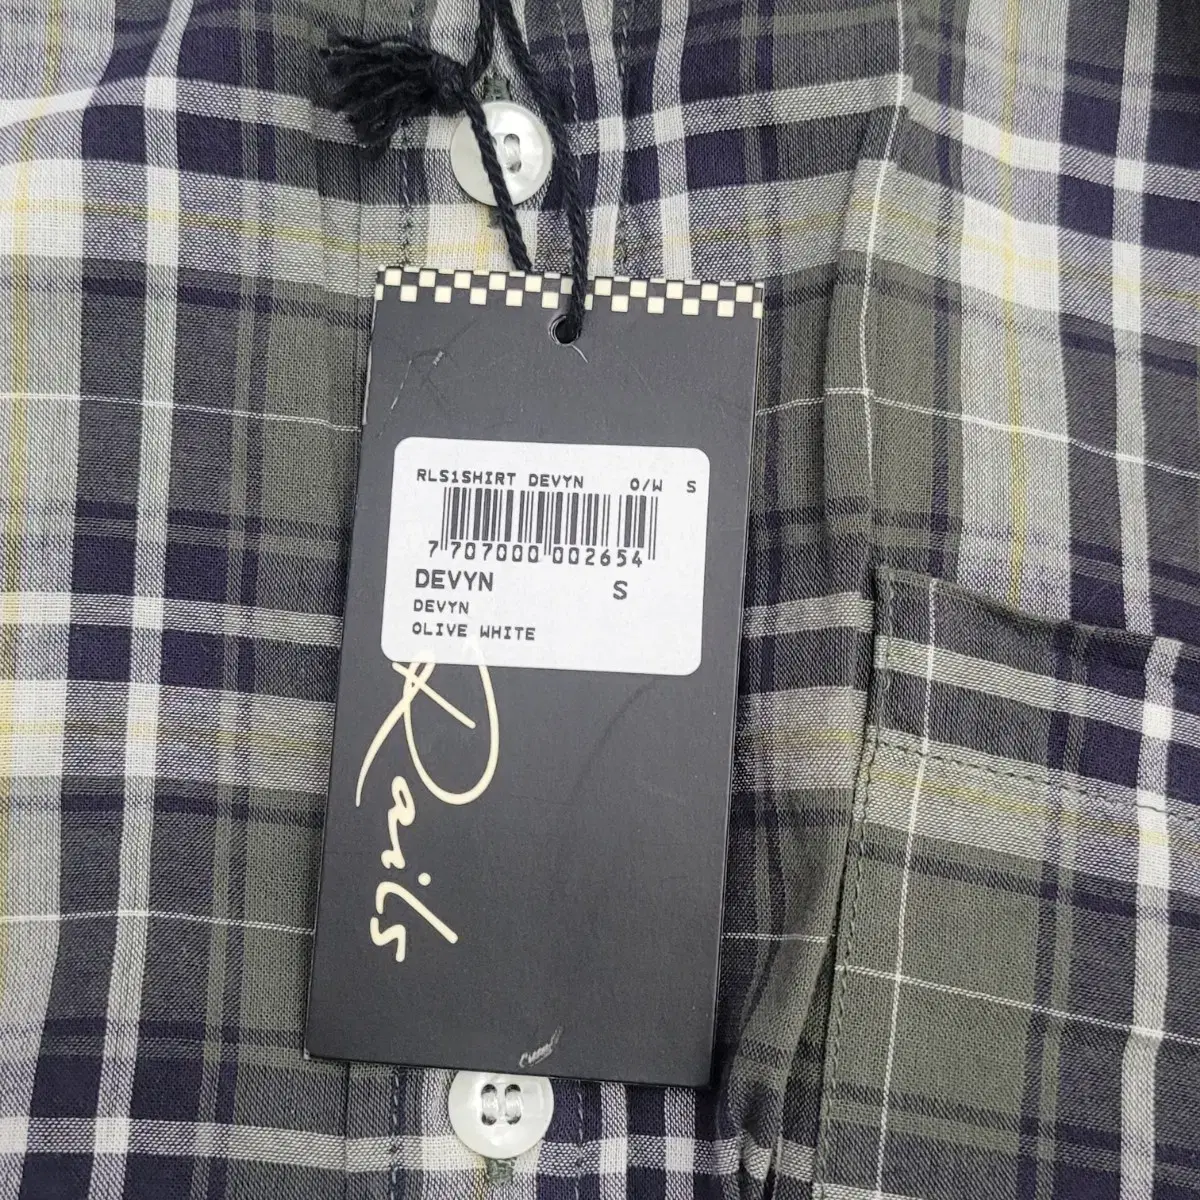 RLS1SHIRT DEVYN O/W S
7 707000 002654
DEVYN S
DEVYN
OLIVE WHITE
Rails